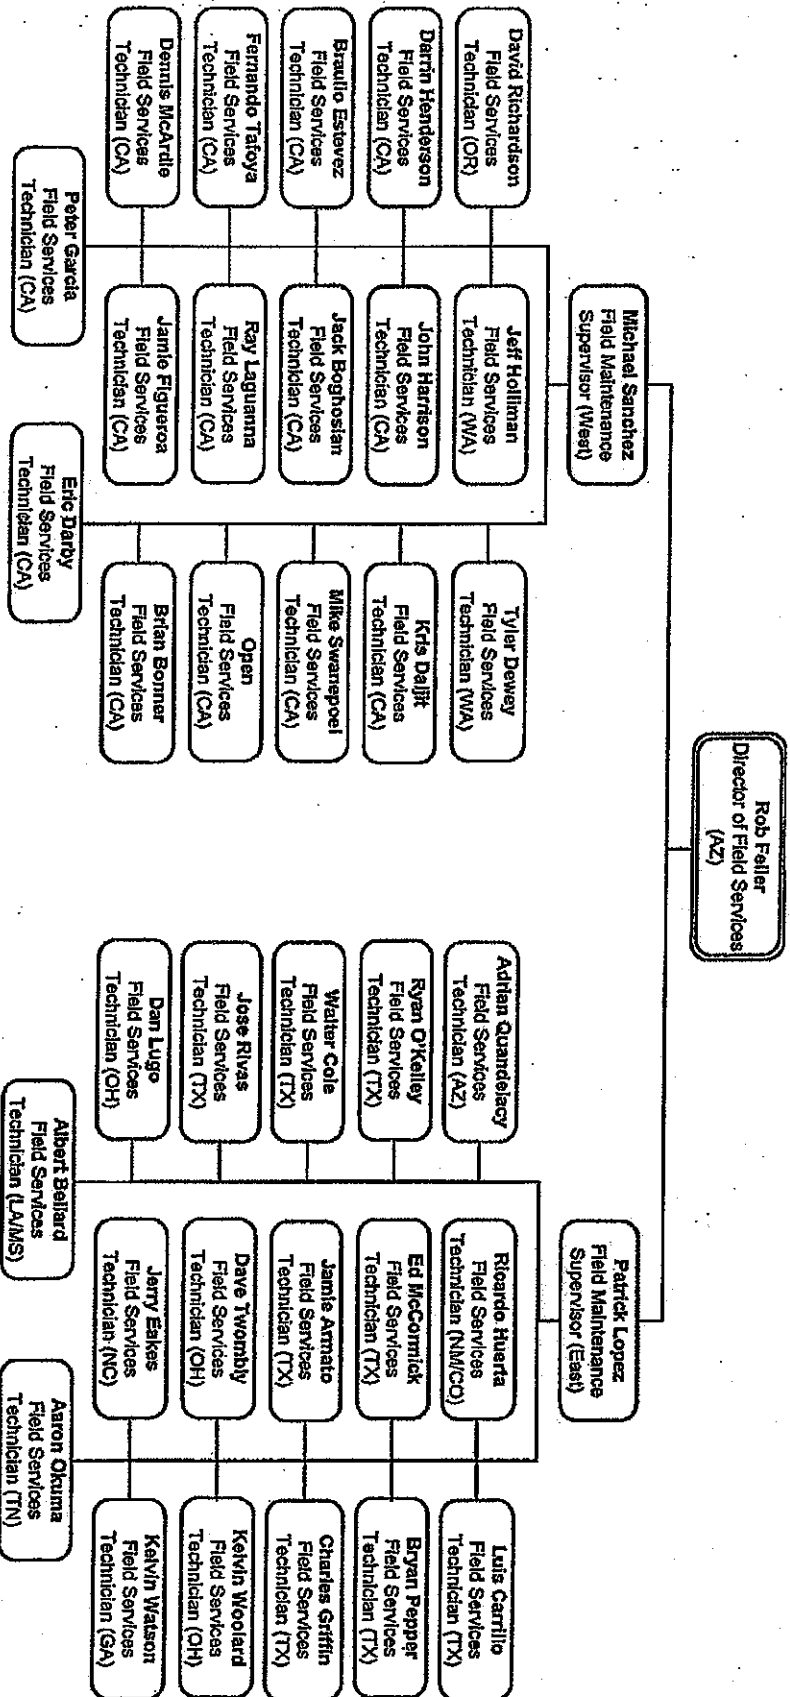 Rob Feller
Director of Field Services
(AZ)
Michael Sanchez
Field Maintenance
Supervisor (West)
Patrick Lopez
Field Maintenance
Supervisor (East)
David Richardson
Field Services
Technician (OR)
Jeff Holliman
Field Services
Technician (WA)
Tyler Dewey
Field Services
Technician (WA)
Adrian Quandelacy
Field Services
Technician (AZ)
Ricardo Huerta
Field Services
Technician (NM/CO)
Luis Carrillo
Field Services
Technician (TX)
Darrin Henderson
Field Services
Technician (CA)
John Harrison
Field Services
Technician (CA)
Kris Daljit
Field Services
Technician (CA)
Ryan O'Kelley
Field Services
Technician (TX)
Ed McCormick
Field Services
Technician (TX)
Bryan Pepper
Field Services
Technician (TX)
Braulio Estevez
Field Services
Technician (CA)
Jack Boghosian
Field Services
Technician (CA)
Mike Swanepoel
Field Services
Technician (CA)
Walter Cole
Field Services
Technician (TX)
Jamie Armato
Field Services
Technician (TX)
Charles Griffin
Field Services
Technician (TX)
Fernando Tafoya
Field Services
Technician (CA)
Ray Laguanna
Field Services
Technician (CA)
Open
Field Services
Technician (CA)
Jose Rivas
Field Services
Technician (TX)
Dave Twombly
Field Services
Technician (OH)
Kelvin Woolard
Field Services
Technician (OH)
Dennis McArdle
Field Services
Technician (CA)
Jamie Figueroa
Field Services
Technician (CA)
Brian Bonner
Field Services
Technician (CA)
Dan Lugo
Field Services
Technician (OH)
Jerry Eakes
Field Services
Technician (NC)
Kelvin Watson
Field Services
Technician (GA)
Peter Garcia
Field Services
Technician (CA)
Eric Darby
Field Services
Technician (CA)
Albert Bellard
Field Services
Technician (LA/MS)
Aaron Okuma
Field Services
Technician (TN)